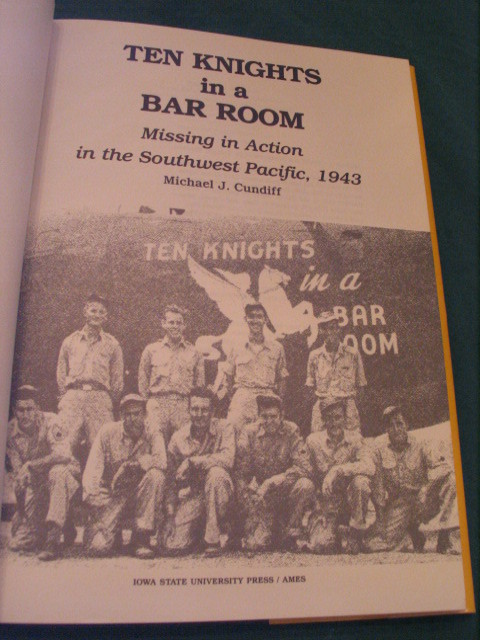 TEN KNIGHTS
in a
BAR ROOM
Missing in Action
in the Southwest Pacific, 1943
Michael J. Cundiff
TEN KNIGHTS
in a
BAR
ROOM
IOWA STATE UNIVERSITY PRESS / AMES